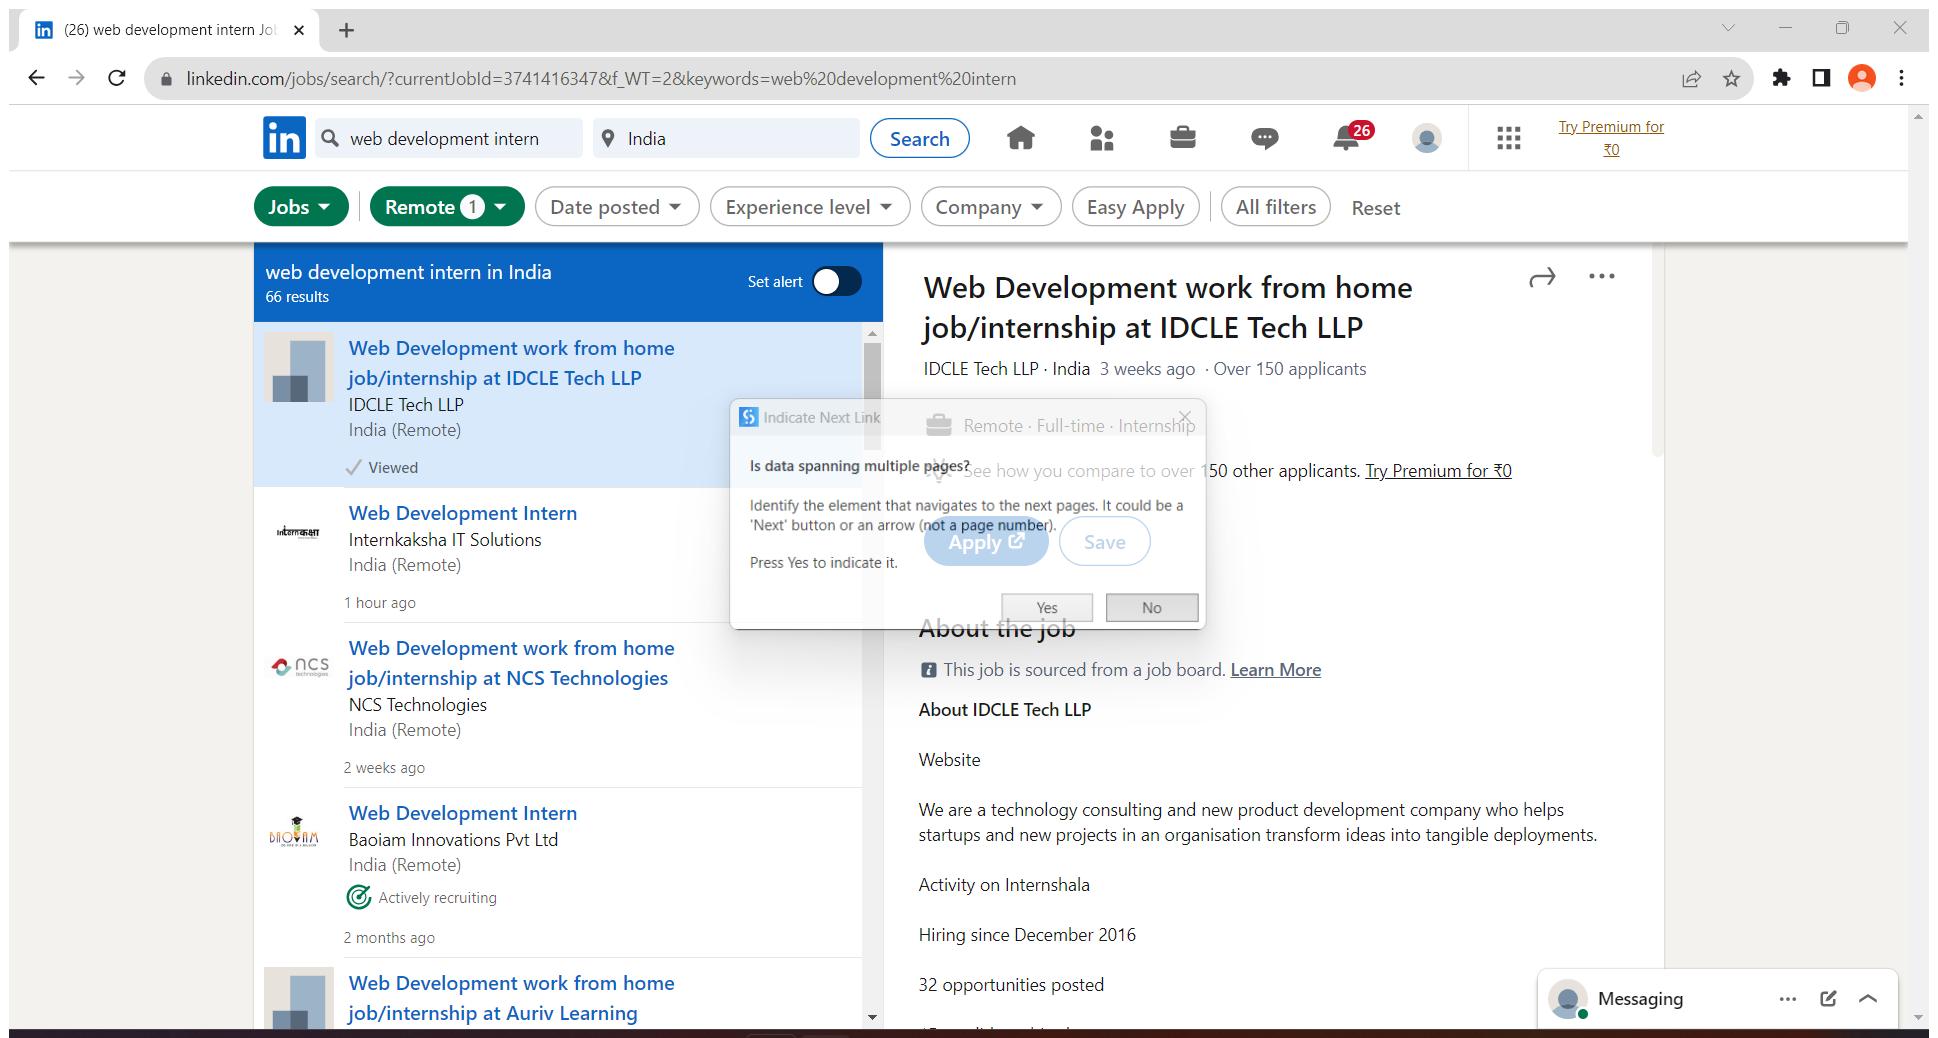 (26) web development intern Jo
linkedin.com/jobs/search/?currentJobId=3741416347&f_WT=2&keywords=web%20development%20intern
in
web development intern
India
Search
26
Try Premium for
₹0
Jobs
Remote 1
Date posted
Experience level
Company
Easy Apply
All filters
Reset
web development intern in India
66 results
Set alert
Web Development work from home
job/internship at IDCLE Tech LLP
IDCLE Tech LLP
India (Remote)
Viewed
Web Development Intern
Internkaksha IT Solutions
India (Remote)
1 hour ago
ncs
technologies
Web Development work from home
job/internship at NCS Technologies
NCS Technologies
India (Remote)
2 weeks ago
BAOIAM
Web Development Intern
Baoiam Innovations Pvt Ltd
India (Remote)
Actively recruiting
2 months ago
Web Development work from home
job/internship at Auriv Learning
Web Development work from home
job/internship at IDCLE Tech LLP
IDCLE Tech LLP · India 3 weeks ago · Over 150 applicants
Remote · Full-time · Internship
See how you compare to over 150 other applicants. Try Premium for ₹0
Apply
Save
Indicate Next Link
Is data spanning multiple pages?
Identify the element that navigates to the next pages. It could be a
'Next' button or an arrow (not a page number).
Press Yes to indicate it.
Yes
No
About the job
This job is sourced from a job board. Learn More
About IDCLE Tech LLP
Website
We are a technology consulting and new product development company who helps
startups and new projects in an organisation transform ideas into tangible deployments.
Activity on Internshala
Hiring since December 2016
32 opportunities posted
Messaging